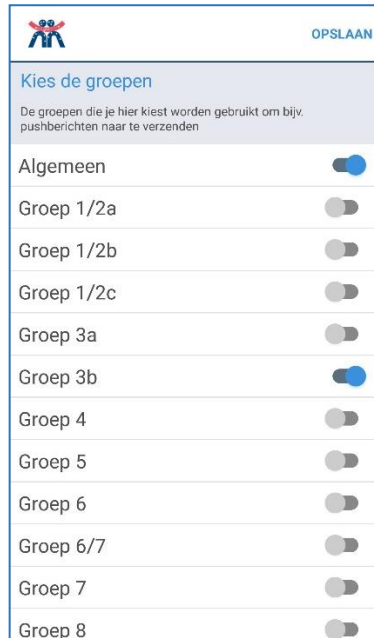 OPSLAAN
Kies de groepen
De groepen die je hier kiest worden gebruikt om bijv.
pushberichten naar te verzenden
Algemeen
Groep 1/2a
Groep 1/2b
Groep 1/2c
Groep 3a
Groep 3b
Groep 4
Groep 5
Groep 6
Groep 6/7
Groep 7
Groep 8